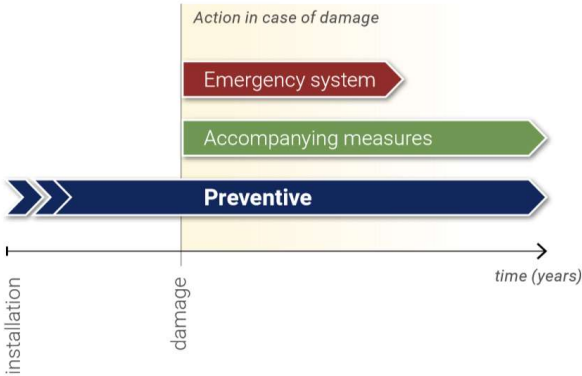 Action in case of damage
Emergency system
Accompanying measures
Preventive
time (years)
installation
damage